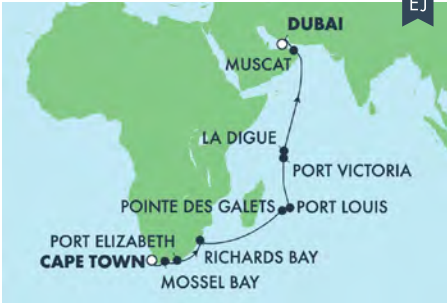 EJ
DUBAI
MUSCAT
LA DIGUE
PORT VICTORIA
POINTE DES GALETS
PORT LOUIS
PORT ELIZABETH
RICHARDS BAY
CAPE TOWN
MOSSEL BAY